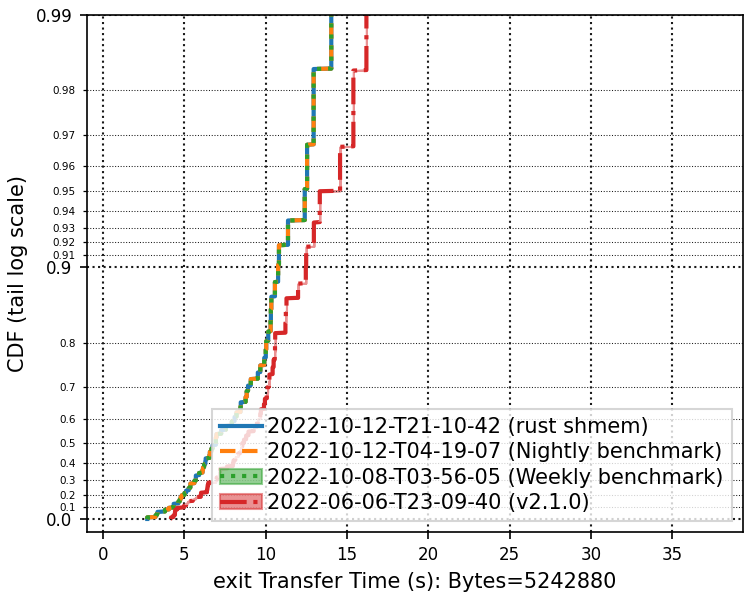 0.99
0.98
0.97
0.96
0.95
0.94
0.93
0.92
0.91
0.9
0.8
0.7
0.6
0.5
0.4
0.3
0.2
0.1
0.0
CDF (tail log scale)
2022-10-12-T21-10-42 (rust shmem)
2022-10-12-T04-19-07 (Nightly benchmark)
2022-10-08-T03-56-05 (Weekly benchmark)
2022-06-06-T23-09-40 (v2.1.0)
0 5 10 15 20 25 30 35
exit Transfer Time (s): Bytes=5242880